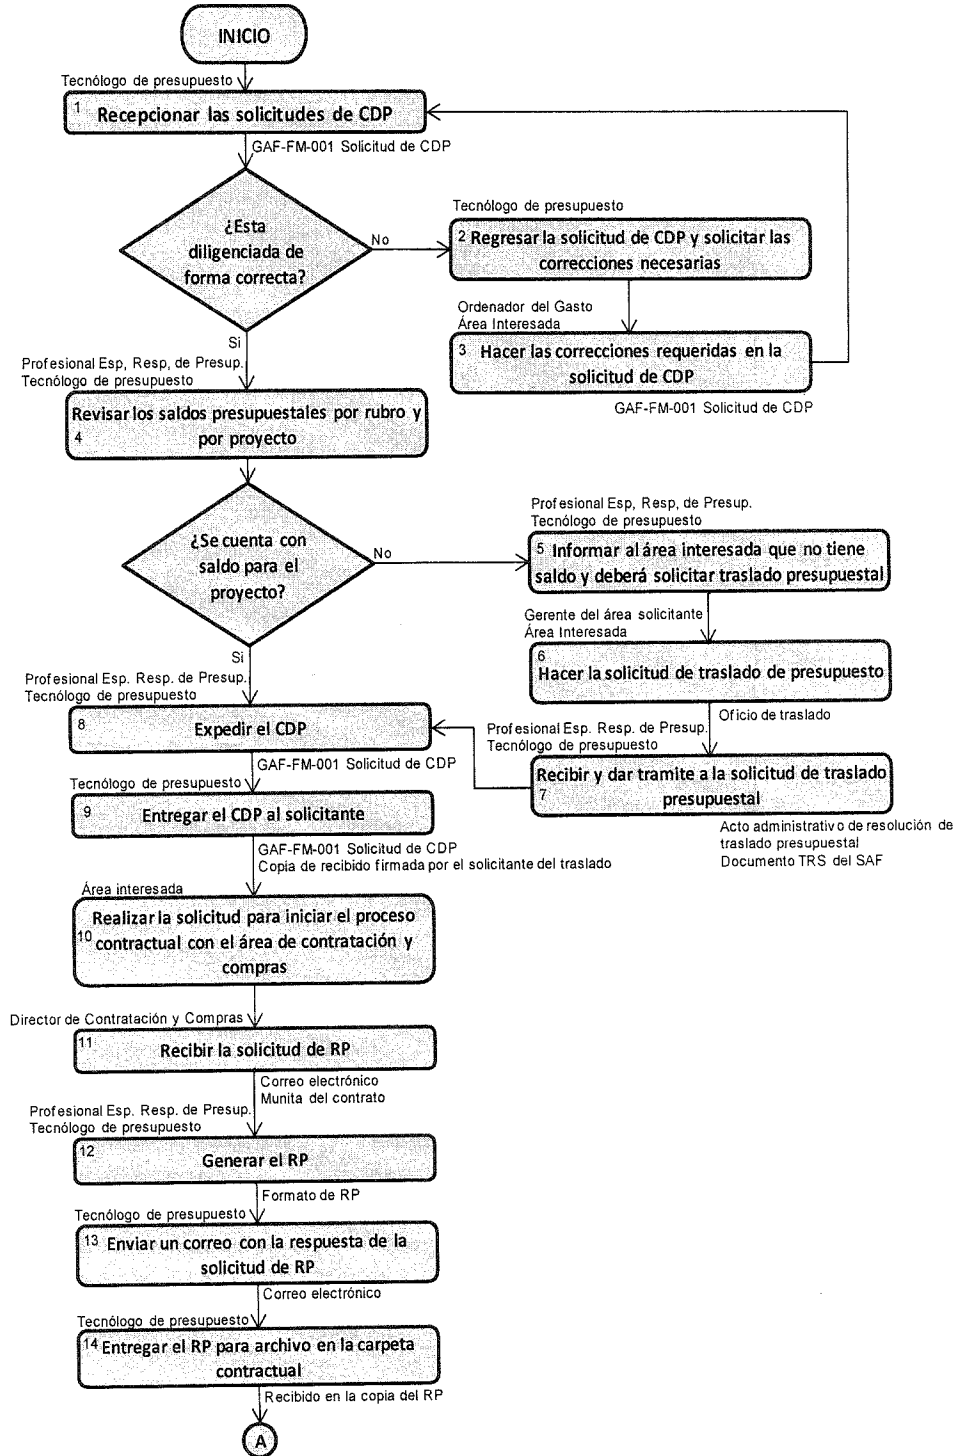 INICIO
Tecnólogo de presupuesto
1 Recepcionar las solicitudes de CDP
GAF-FM-001 Solicitud de CDP
¿Esta
diligenciada de
forma correcta?
No
Tecnólogo de presupuesto
2 Regresar la solicitud de CDP y solicitar las
correcciones necesarias
Ordenador del Gasto
Área Interesada
3 Hacer las correcciones requeridas en la
solicitud de CDP
GAF-FM-001 Solicitud de CDP
Si
Profesional Esp, Resp, de Presup.
Tecnólogo de presupuesto
Revisar los saldos presupuestales por rubro y
4 por proyecto
¿Se cuenta con
saldo para el
proyecto?
No
Profesional Esp, Resp, de Presup.
Tecnólogo de presupuesto
5 Informar al área interesada que no tiene
saldo y deberá solicitar traslado presupuestal
Gerente del área solicitante
Área Interesada
6
Hacer la solicitud de traslado de presupuesto
Oficio de traslado
Profesional Esp. Resp. de Presup.
Tecnólogo de presupuesto
Recibir y dar tramite a la solicitud de traslado
7 presupuestal
Acto administrativo de resolución de
traslado presupuestal
Documento TRS del SAF
Si
Profesional Esp. Resp. de Presup.
Tecnólogo de presupuesto
8 Expedir el CDP
GAF-FM-001 Solicitud de CDP
Tecnólogo de presupuesto
9 Entregar el CDP al solicitante
GAF-FM-001 Solicitud de CDP
Copia de recibido firmada por el solicitante del traslado
Área interesada
Realizar la solicitud para iniciar el proceso
10 contractual con el área de contratación y
compras
Director de Contratación y Compras
11 Recibir la solicitud de RP
Correo electrónico
Munita del contrato
Profesional Esp. Resp. de Presup.
Tecnólogo de presupuesto
12 Generar el RP
Formato de RP
Tecnólogo de presupuesto
13 Enviar un correo con la respuesta de la
solicitud de RP
Correo electrónico
Tecnólogo de presupuesto
14 Entregar el RP para archivo en la carpeta
contractual
Recibido en la copia del RP
A